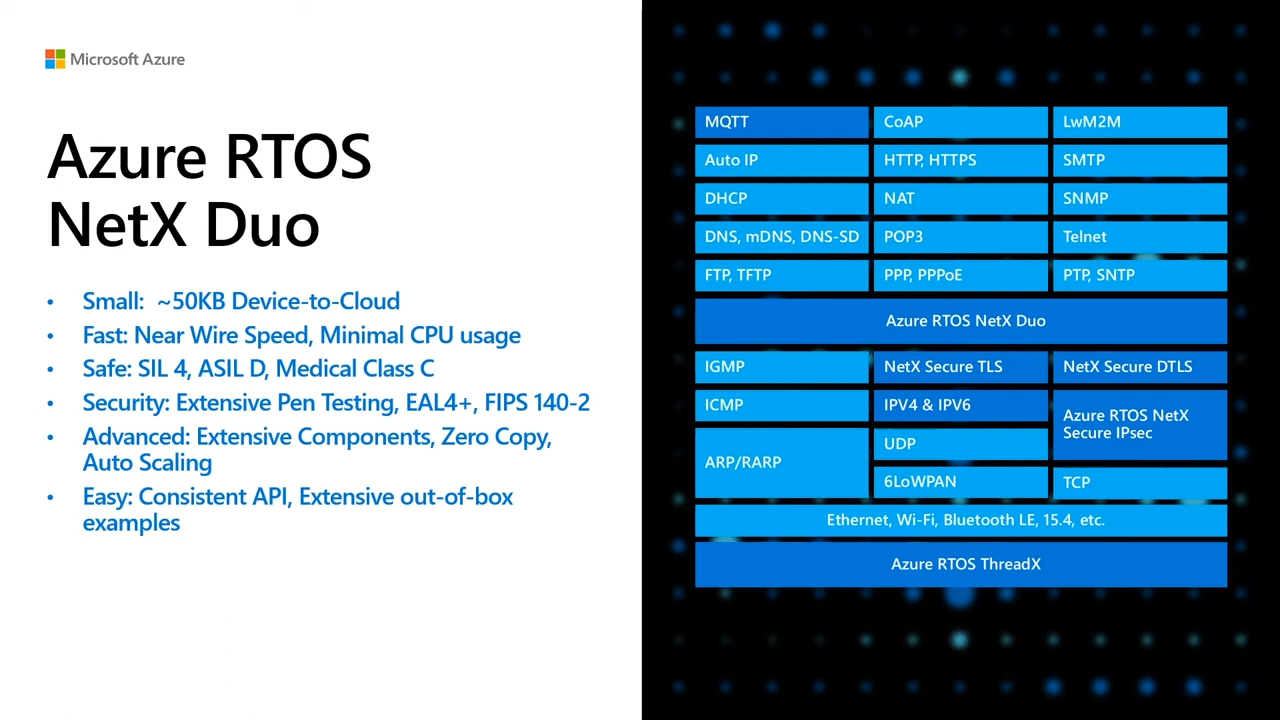 Microsoft Azure
Azure RTOS
NetX Duo
• Small: ~50KB Device-to-Cloud
• Fast: Near Wire Speed, Minimal CPU usage
• Safe: SIL 4, ASIL D, Medical Class C
• Security: Extensive Pen Testing, EAL4+, FIPS 140-2
• Advanced: Extensive Components, Zero Copy,
Auto Scaling
• Easy: Consistent API, Extensive out-of-box
examples
MQTT
CoAP
LwM2M
Auto IP
HTTP, HTTPS
SMTP
DHCP
NAT
SNMP
DNS, mDNS, DNS-SD
POP3
Telnet
FTP, TFTP
PPP, PPPoE
PTP, SNTP
Azure RTOS NetX Duo
IGMP
NetX Secure TLS
NetX Secure DTLS
ICMP
IPV4 & IPV6
Azure RTOS NetX
Secure IPsec
ARP/RARP
UDP
6LoWPAN
TCP
Ethernet, Wi-Fi, Bluetooth LE, 15.4, etc.
Azure RTOS ThreadX